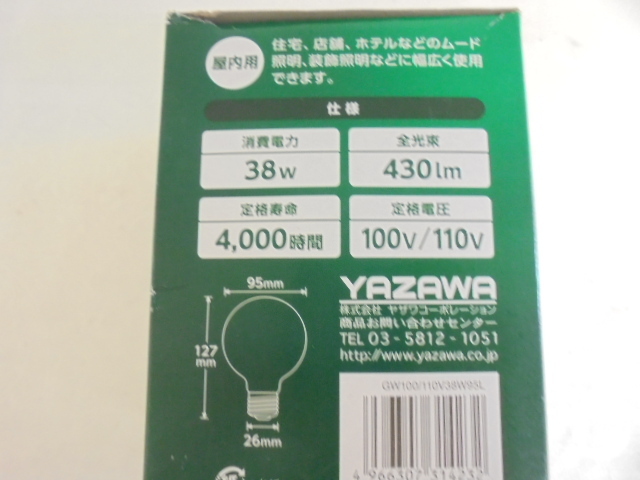 屋内用
住宅、店舗、ホテルなどのムード
照明、装飾照明などに幅広く使用
できます。
仕様
消費電力
38W
全光束
430lm
定格寿命
4,000時間
定格電圧
100V/110V
95mm
127
mm
26mm
YAZAWA
株式会社 ヤザワコーポレーション
商品お問い合わせセンター
TEL 03-5812-1051
http://www.yazawa.co.jp
GW100/110V38W95L
4 966307 314232